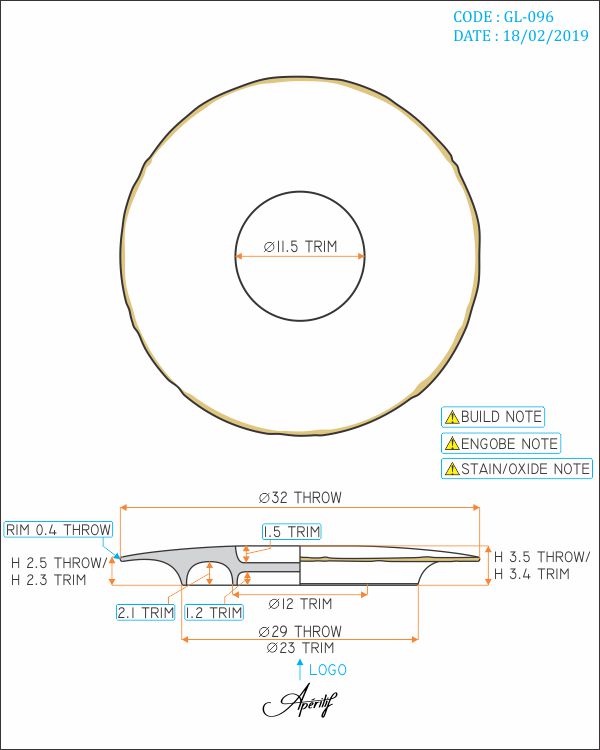 CODE : GL-096
DATE : 18/02/2019
Ø11.5 TRIM
BUILD NOTE
ENGOBE NOTE
STAIN/OXIDE NOTE
Ø32 THROW
RIM 0.4 THROW
1.5 TRIM
H 2.5 THROW/
H 2.3 TRIM
H 3.5 THROW/
H 3.4 TRIM
2.1 TRIM
1.2 TRIM
Ø12 TRIM
Ø29 THROW
Ø23 TRIM
LOGO
Apéritif